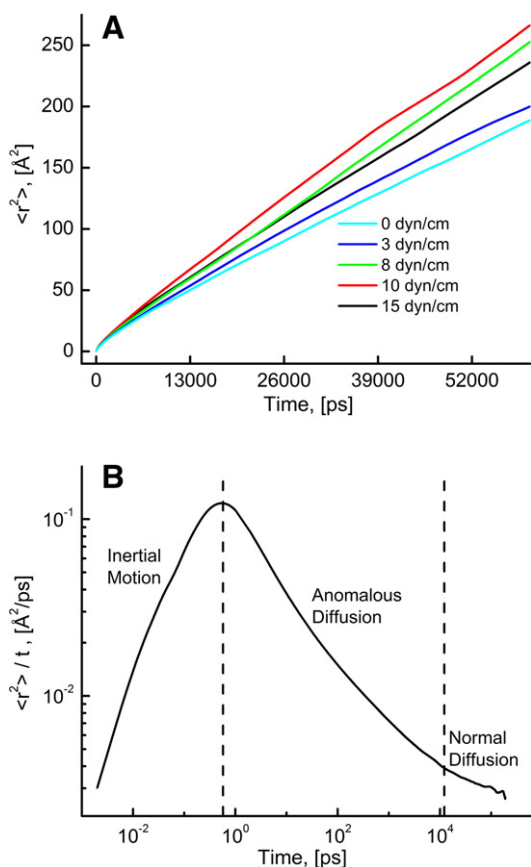 A
<r²>, [Å²]
250
200
150
100
50
0
0 dyn/cm
3 dyn/cm
8 dyn/cm
10 dyn/cm
15 dyn/cm
0 13000 26000 39000 52000
Time, [ps]
B
<r²> / t , [Å²/ps]
10⁻¹
10⁻²
Inertial
Motion
Anomalous
Diffusion
Normal
Diffusion
10⁻² 10⁰ 10² 10⁴
Time, [ps]